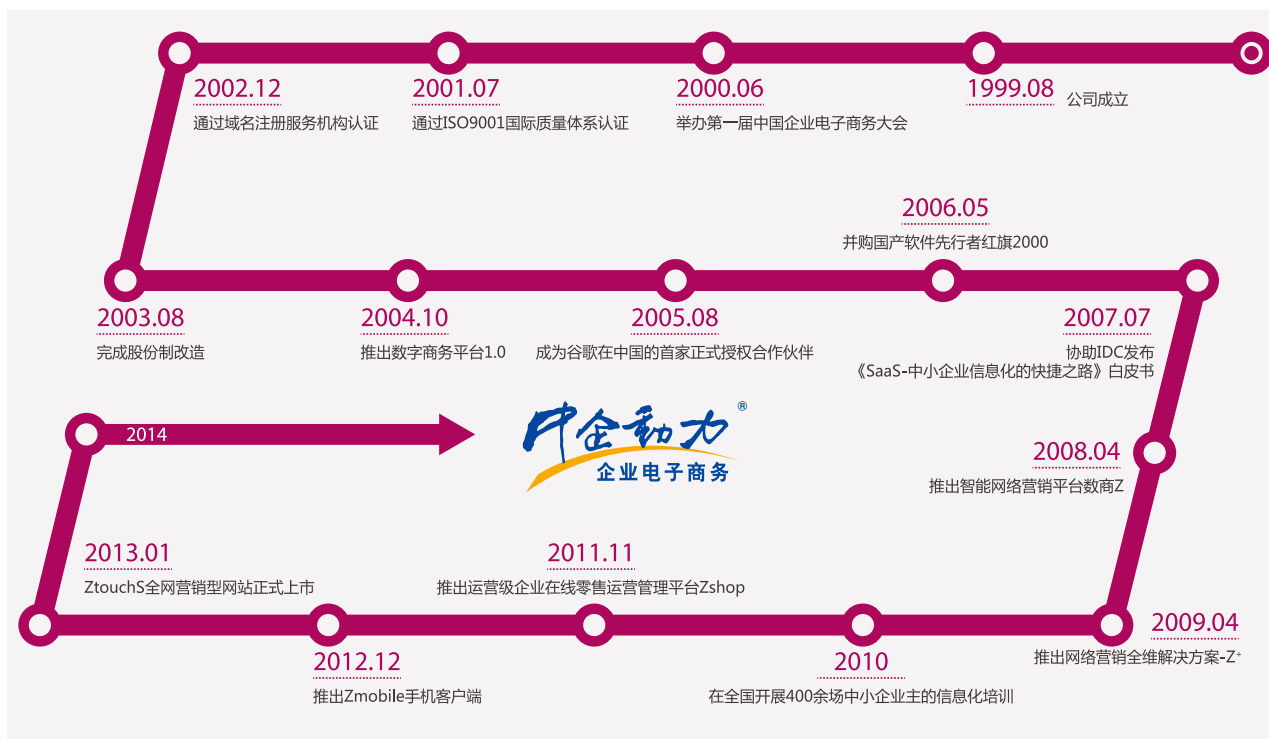 1999.08
公司成立
2000.06
举办第一届中国企业电子商务大会
2001.07
通过ISO9001国际质量体系认证
2002.12
通过域名注册服务机构认证
2003.08
完成股份制改造
2004.10
推出数字商务平台1.0
2005.08
成为谷歌在中国的首家正式授权合作伙伴
2006.05
并购国产软件先行者红旗2000
2007.07
协助IDC发布
《SaaS-中小企业信息化的快捷之路》白皮书
2008.04
推出智能网络营销平台数商Z
2009.04
推出网络营销全维解决方案-Z⁺
2010
在全国开展400余场中小企业主的信息化培训
2011.11
推出运营级企业在线零售运营管理平台Zshop
2012.12
推出Zmobile手机客户端
2013.01
ZtouchS全网营销型网站正式上市
2014
中企動力®
企业电子商务